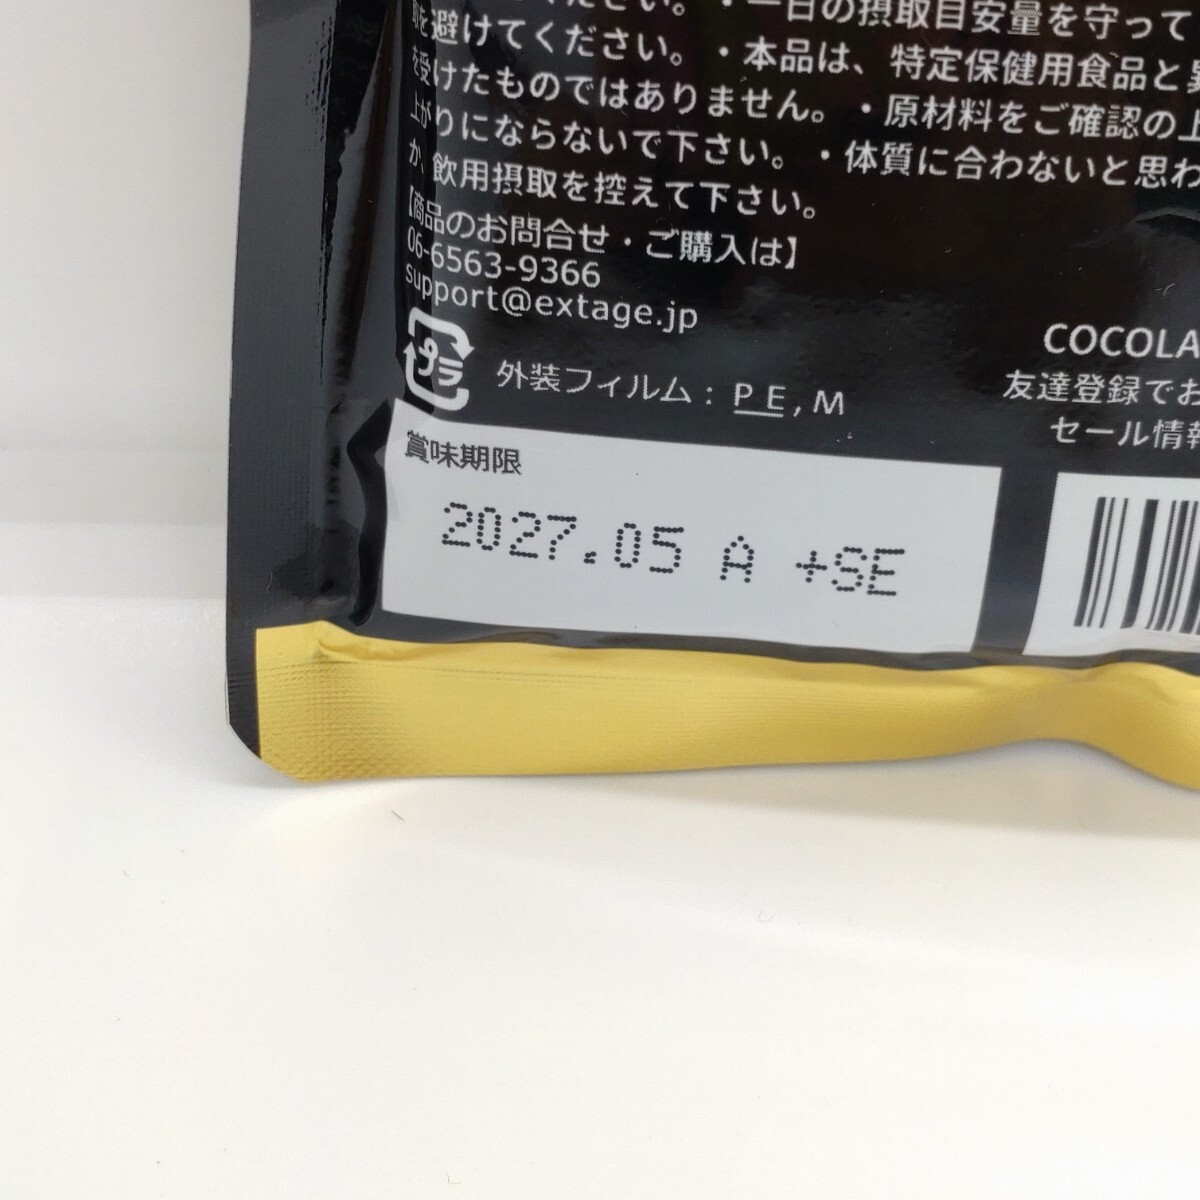 ください。・一日の摂取目安量を守って
取を避けてください。・本品は、特定保健用食品と異
を受けたものではありません。・原材料をご確認の上
上がりにならないで下さい。・体質に合わないと思わ
か、飲用摂取を控えて下さい。
【商品のお問合せ・ご購入は】
06-6563-9366
support@extage.jp
プラ
外装フィルム：PE,M
COCOLA
友達登録でお
セール情報
賞味期限
2027.05 A +SE